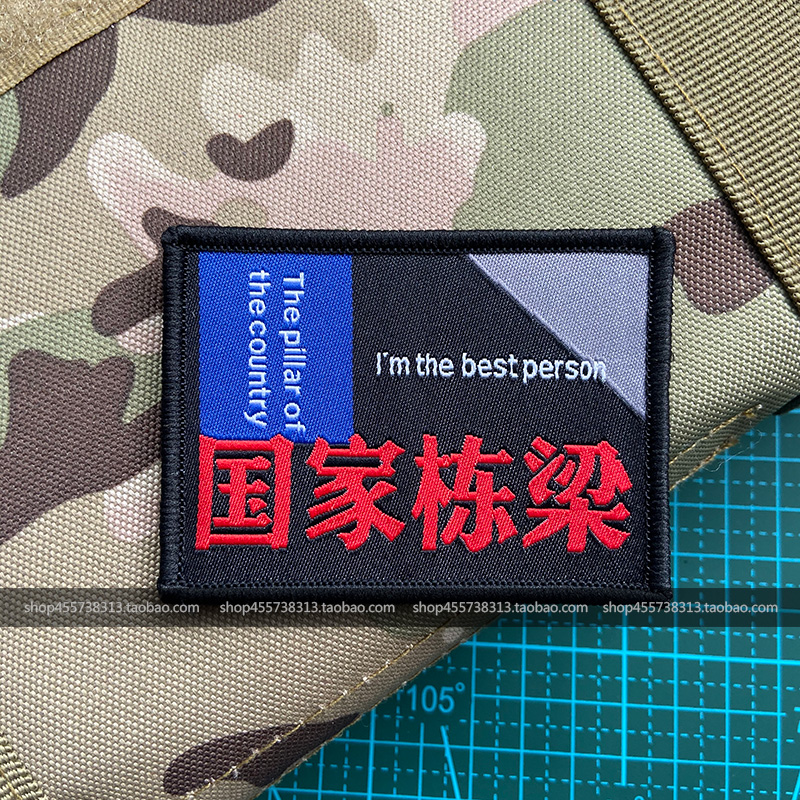 The pillar of
the country
I'm the best person
国家栋梁
shop455738313.taobao.com shop455738313.taobao.com shop455738313.taobao.com shop455738313.taobao.com
105°